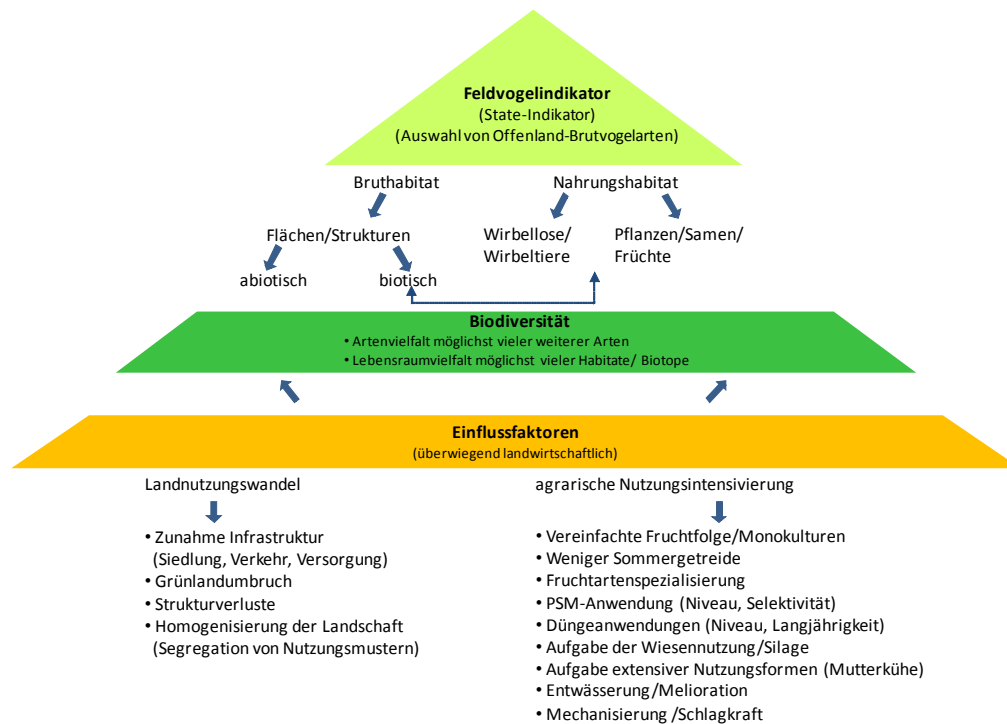 Feldvogelindikator
(State-Indikator)
(Auswahl von Offenland-Brutvogelarten)
Bruthabitat
Nahrungshabitat
Flächen/Strukturen
Wirbellose/
Wirbeltiere
Pflanzen/Samen/
Früchte
abiotisch
biotisch
Biodiversität
• Artenvielfalt möglichst vieler weiterer Arten
• Lebensraumvielfalt möglichst vieler Habitate/ Biotope
Einflussfaktoren
(überwiegend landwirtschaftlich)
Landnutzungswandel
• Zunahme Infrastruktur
(Siedlung, Verkehr, Versorgung)
• Grünlandumbruch
• Strukturverluste
• Homogenisierung der Landschaft
(Segregation von Nutzungsmustern)
agrarische Nutzungsintensivierung
• Vereinfachte Fruchtfolge/Monokulturen
• Weniger Sommergetreide
• Fruchtartenspezialisierung
• PSM-Anwendung (Niveau, Selektivität)
• Düngeanwendungen (Niveau, Langjährigkeit)
• Aufgabe der Wiesennutzung/Silage
• Aufgabe extensiver Nutzungsformen (Mutterkühe)
• Entwässerung/Melioration
• Mechanisierung /Schlagkraft